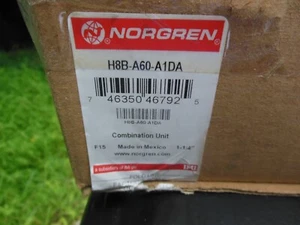 NORGREN
H8B-A60-A1DA
7 46350 46792 5
H8B-A60-A1DA
Combination Unit
F15 Made in Mexico 1-1-4"
www.norgren.com